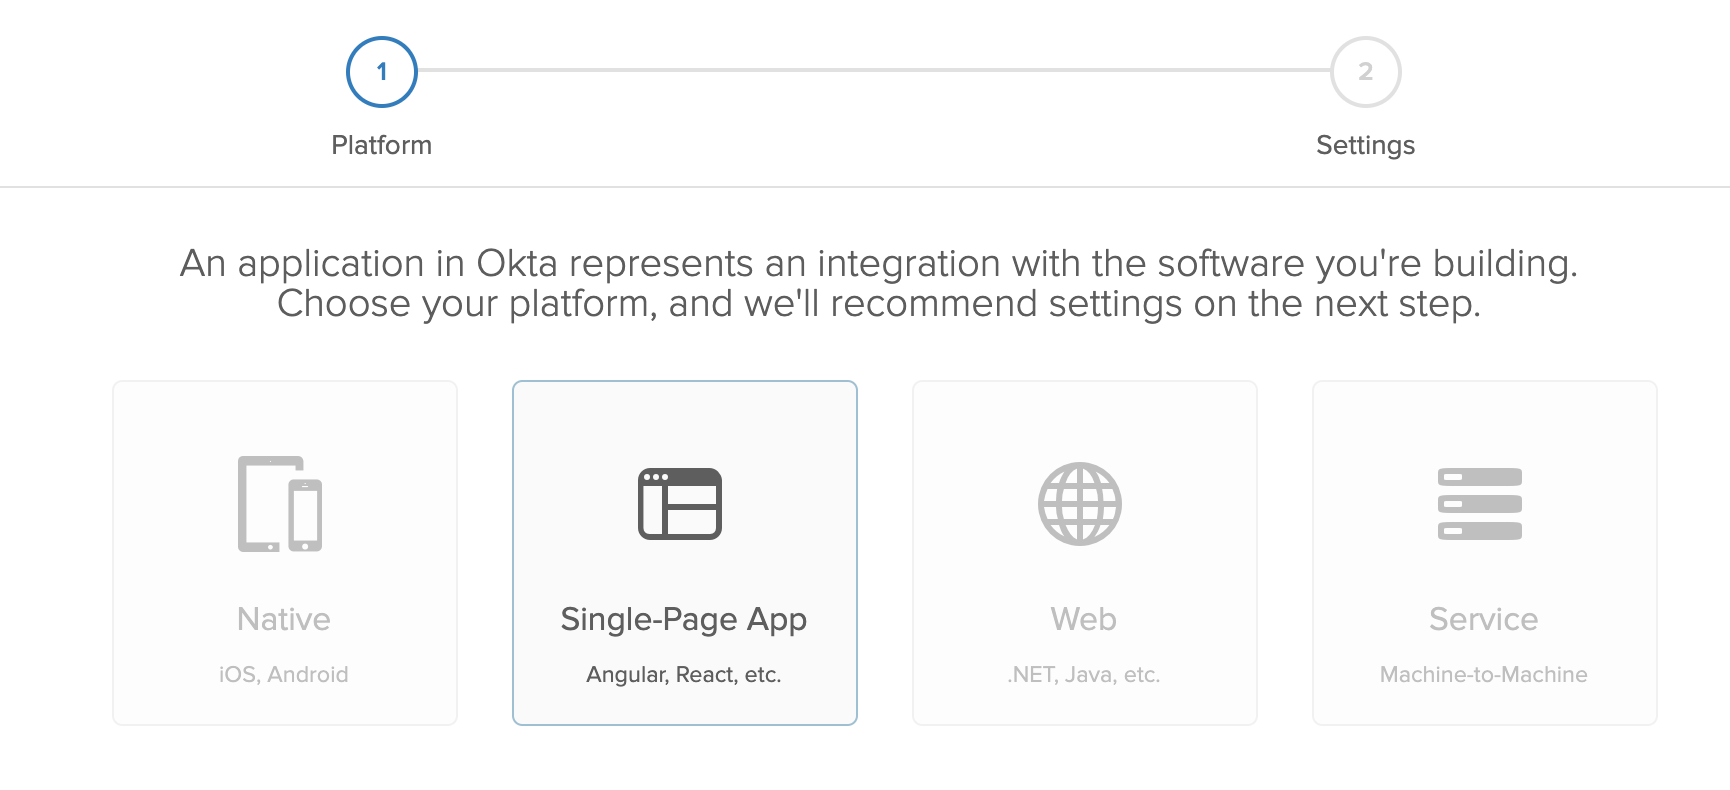 1
2
Platform
Settings
An application in Okta represents an integration with the software you're building.
Choose your platform, and we'll recommend settings on the next step.
Native
iOS, Android
Single-Page App
Angular, React, etc.
Web
.NET, Java, etc.
Service
Machine-to-Machine